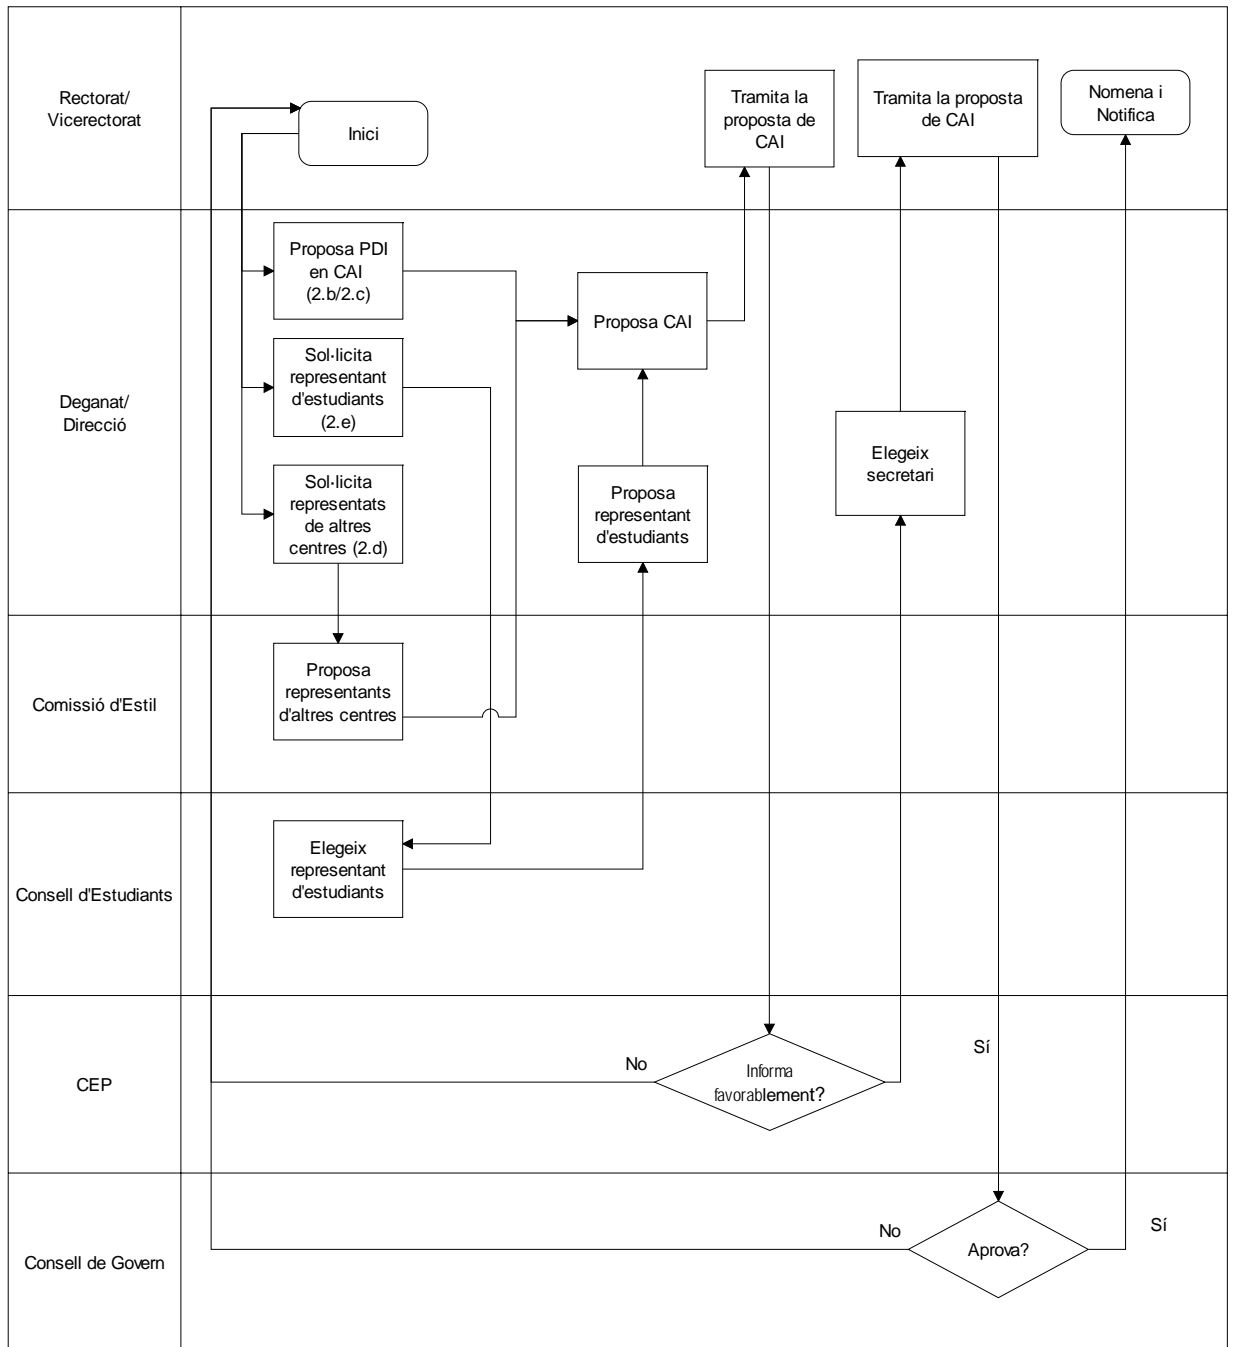 Rectorat/
Vicerectorat
Inici
Tramita la
proposta de
CAI
Tramita la proposta
de CAI
Nomena i
Notifica
Deganat/
Direcció
Proposa PDI
en CAI
(2.b/2.c)
Sol·licita
representant
d'estudiants
(2.e)
Sol·licita
representats
de altres
centres (2.d)
Proposa CAI
Proposa
representant
d'estudiants
Elegeix
secretari
Comissió d'Estil
Proposa
representants
d'altres centres
Consell d'Estudiants
Elegeix
representant
d'estudiants
CEP
No
Informa
favorablement?
Sí
Consell de Govern
No
Aprova?
Sí